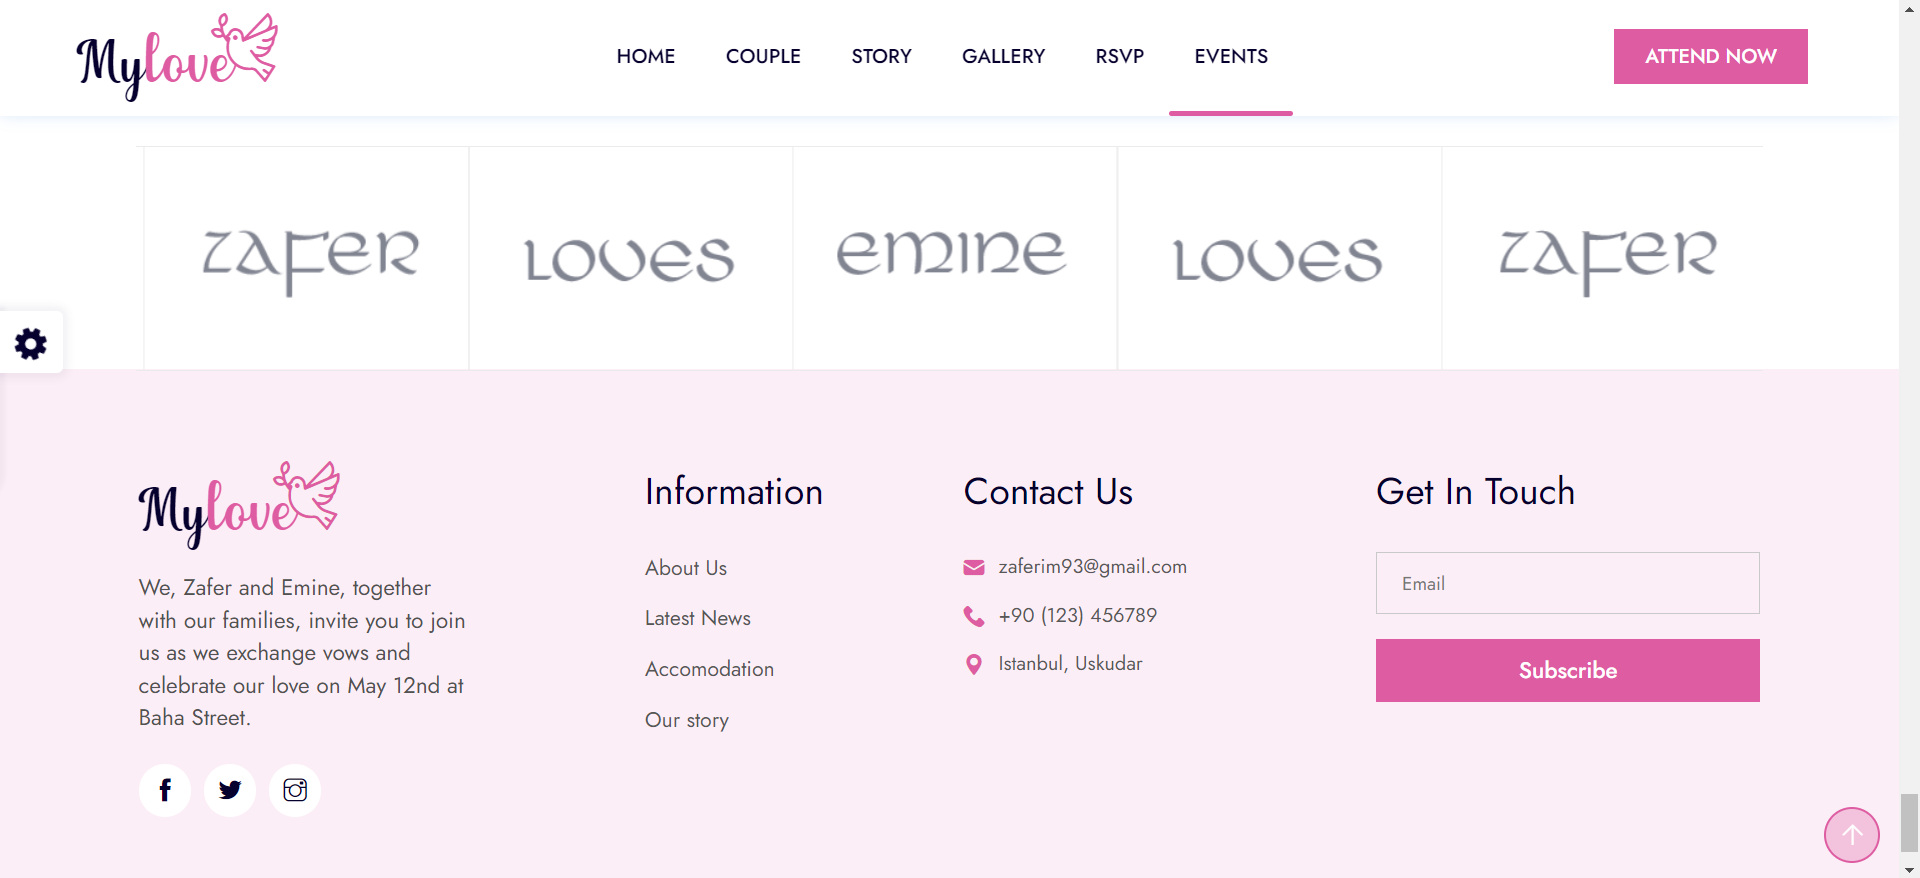 Mylove
HOME COUPLE STORY GALLERY RSVP EVENTS
ATTEND NOW
ZAFER LOVES EMINE LOVES ZAFER
Mylove
We, Zafer and Emine, together
with our families, invite you to join
us as we exchange vows and
celebrate our love on May 12nd at
Baha Street.
Information
About Us
Latest News
Accomodation
Our story
Contact Us
zaferim93@gmail.com
+90 (123) 456789
Istanbul, Uskudar
Get In Touch
Email
Subscribe